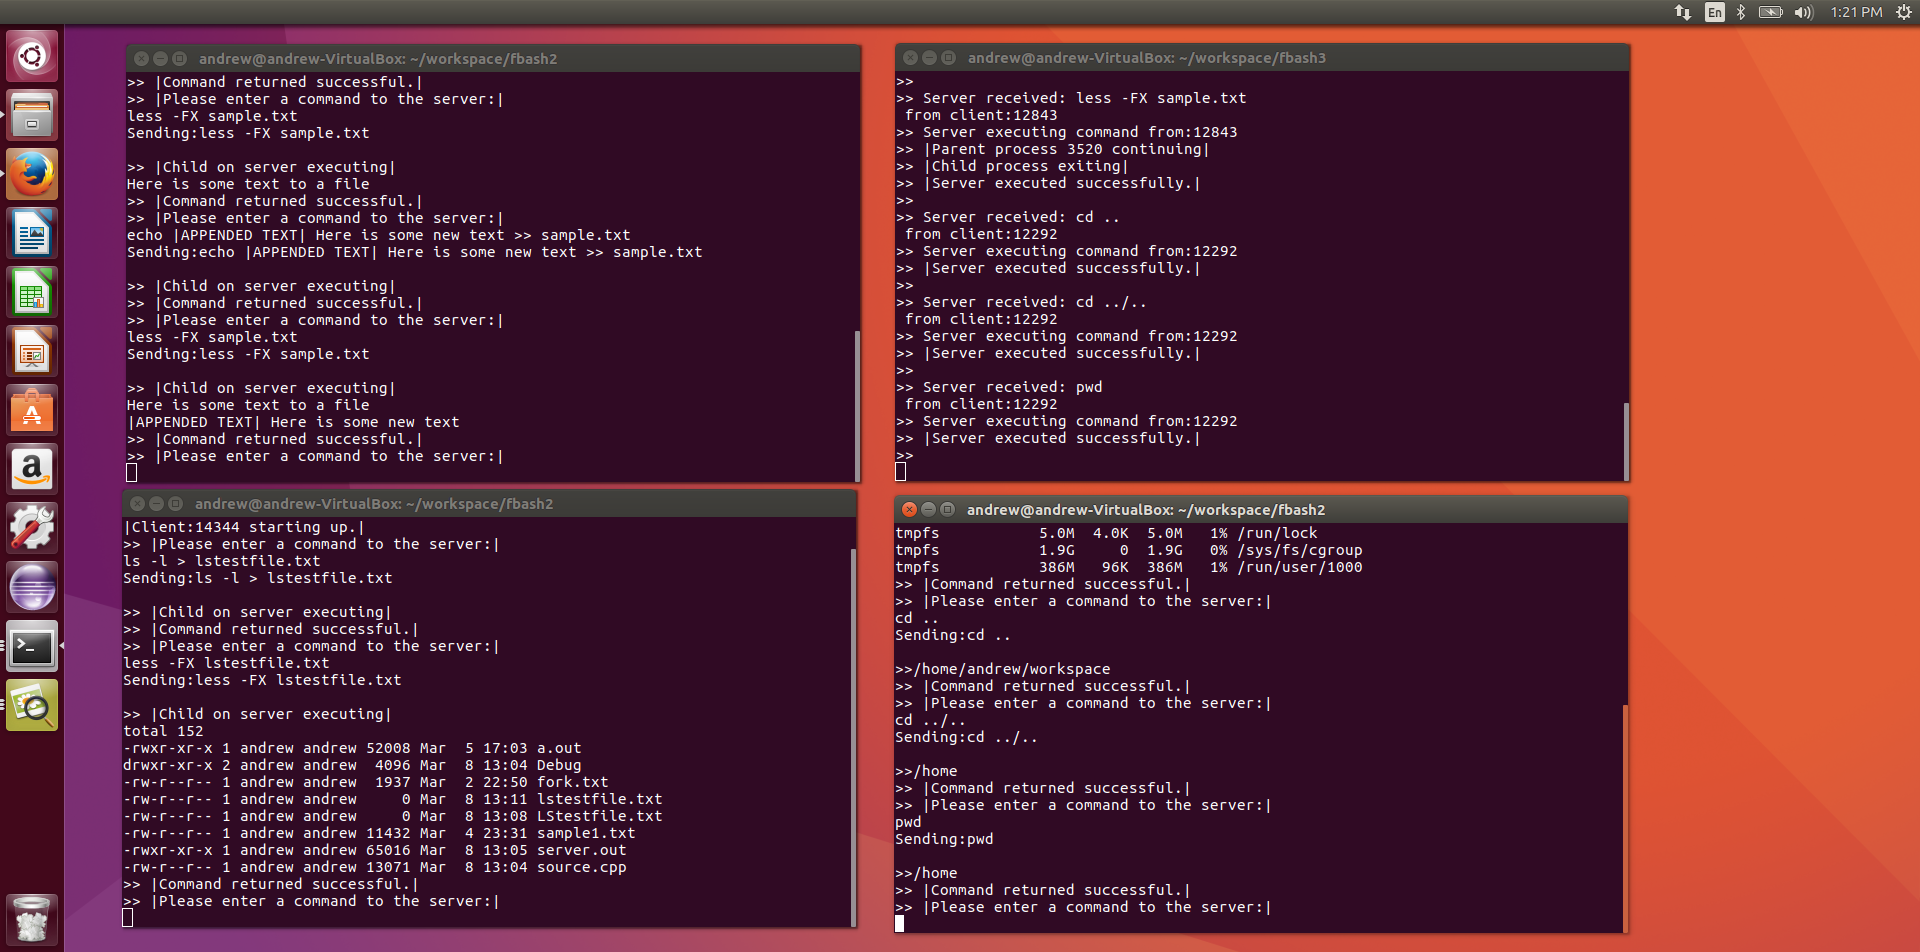 En
1:21 PM
andrew@andrew-VirtualBox: ~/workspace/fbash2
>> |Command returned successful.|
>> |Please enter a command to the server:|
less -FX sample.txt
Sending:less -FX sample.txt
>> |Child on server executing|
Here is some text to a file
>> |Command returned successful.|
>> |Please enter a command to the server:|
echo |APPENDED TEXT| Here is some new text >> sample.txt
Sending:echo |APPENDED TEXT| Here is some new text >> sample.txt
>> |Child on server executing|
>> |Command returned successful.|
>> |Please enter a command to the server:|
less -FX sample.txt
Sending:less -FX sample.txt
>> |Child on server executing|
Here is some text to a file
|APPENDED TEXT| Here is some new text
>> |Command returned successful.|
>> |Please enter a command to the server:|
andrew@andrew-VirtualBox: ~/workspace/fbash3
>>
>> Server received: less -FX sample.txt
from client:12843
>> Server executing command from:12843
>> |Parent process 3520 continuing|
>> |Child process exiting|
>> |Server executed successfully.|
>>
>> Server received: cd ..
from client:12292
>> Server executing command from:12292
>> |Server executed successfully.|
>>
>> Server received: cd ../..
from client:12292
>> Server executing command from:12292
>> |Server executed successfully.|
>>
>> Server received: pwd
from client:12292
>> Server executing command from:12292
>> |Server executed successfully.|
>>
andrew@andrew-VirtualBox: ~/workspace/fbash2
|Client:14344 starting up.|
>> |Please enter a command to the server:|
ls -l > lstestfile.txt
Sending:ls -l > lstestfile.txt
>> |Child on server executing|
>> |Command returned successful.|
>> |Please enter a command to the server:|
less -FX lstestfile.txt
Sending:less -FX lstestfile.txt
>> |Child on server executing|
total 152
-rwxr-xr-x 1 andrew andrew 52008 Mar  5 17:03 a.out
drwxr-xr-x 2 andrew andrew  4096 Mar  8 13:04 Debug
-rw-r--r-- 1 andrew andrew  1937 Mar  2 22:50 fork.txt
-rw-r--r-- 1 andrew andrew     0 Mar  8 13:11 lstestfile.txt
-rw-r--r-- 1 andrew andrew     0 Mar  8 13:08 LStestfile.txt
-rw-r--r-- 1 andrew andrew 11432 Mar  4 23:31 sample1.txt
-rwxr-xr-x 1 andrew andrew 65016 Mar  8 13:05 server.out
-rw-r--r-- 1 andrew andrew 13071 Mar  8 13:04 source.cpp
>> |Command returned successful.|
>> |Please enter a command to the server:|
andrew@andrew-VirtualBox: ~/workspace/fbash2
tmpfs           5.0M  4.0K  5.0M   1% /run/lock
tmpfs           1.9G     0  1.9G   0% /sys/fs/cgroup
tmpfs           386M   96K  386M   1% /run/user/1000
>> |Command returned successful.|
>> |Please enter a command to the server:|
cd ..
Sending:cd ..
>>/home/andrew/workspace
>> |Command returned successful.|
>> |Please enter a command to the server:|
cd ../..
Sending:cd ../..
>>/home
>> |Command returned successful.|
>> |Please enter a command to the server:|
pwd
Sending:pwd
>>/home
>> |Command returned successful.|
>> |Please enter a command to the server:|